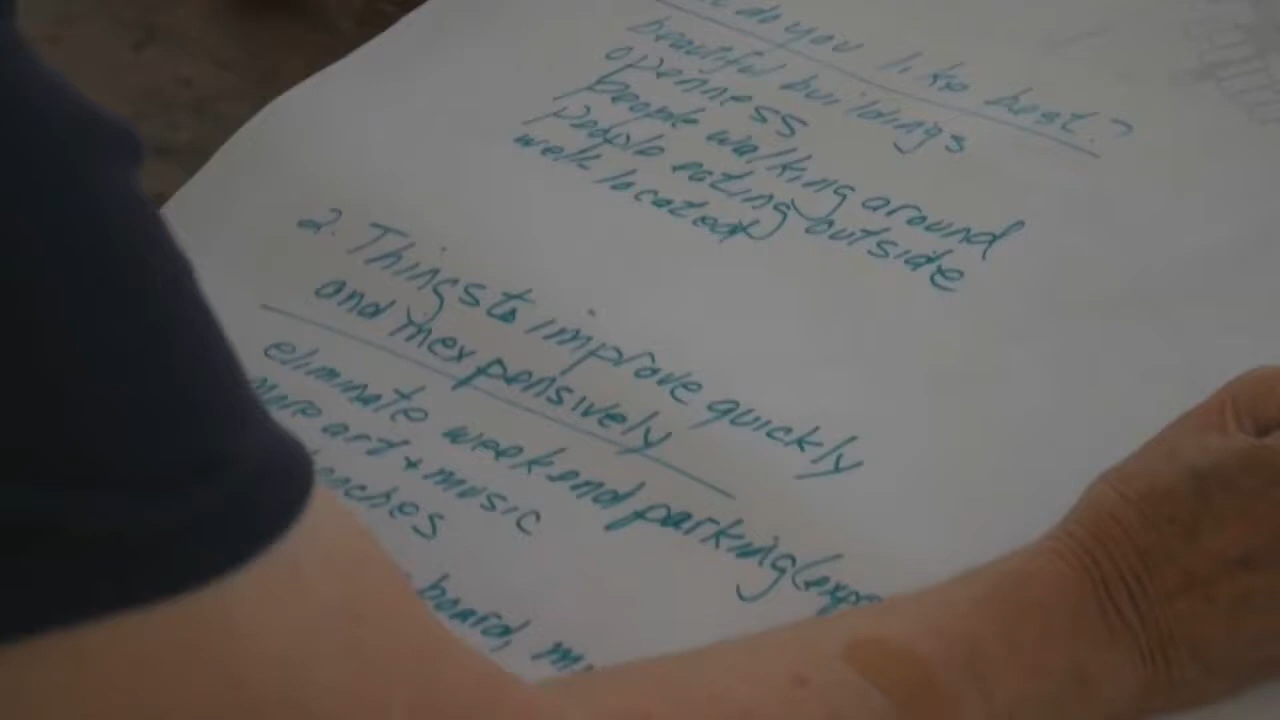 do you like best?
beautiful buildings
openness
people walking around
people eating outside
well located
2. Things to improve quickly
and inexpensively
eliminate weekend parking
more art + music
benches
board,